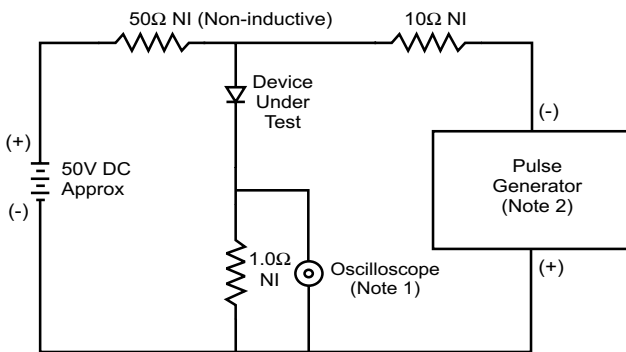 50Ω NI (Non-inductive)
10Ω NI
Device
Under
Test
(+)
50V DC
Approx
(-)
(-)
Pulse
Generator
(Note 2)
(+)
1.0Ω
NI
Oscilloscope
(Note 1)